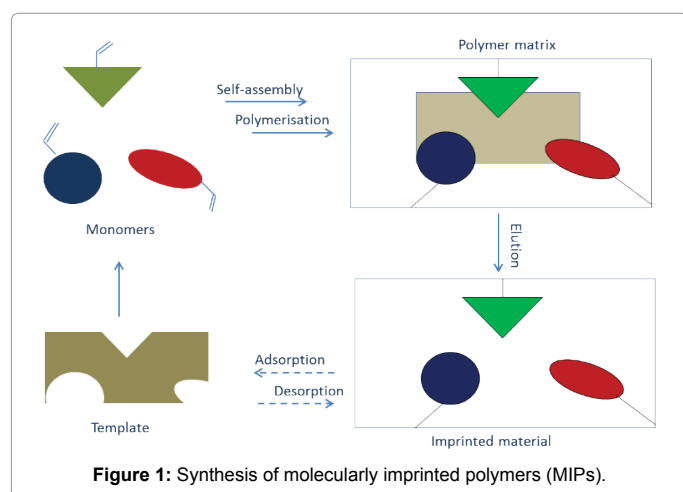 Polymer matrix
Self-assembly
Polymerisation
Monomers
Elution
Adsorption
Desorption
Template
Imprinted material
Figure 1: Synthesis of molecularly imprinted polymers (MIPs).